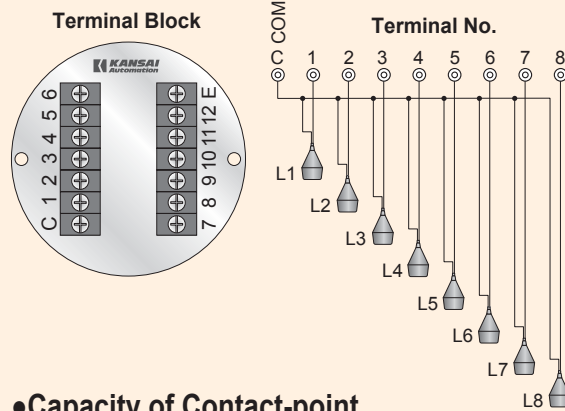 Terminal Block
KANSAI
Automation
6
5
4
3
2
1
C
E
12
11
10
9
8
7
COM
Terminal No.
C 1 2 3 4 5 6 7 8
L1
L2
L3
L4
L5
L6
L7
L8
●Capacity of Contact-point